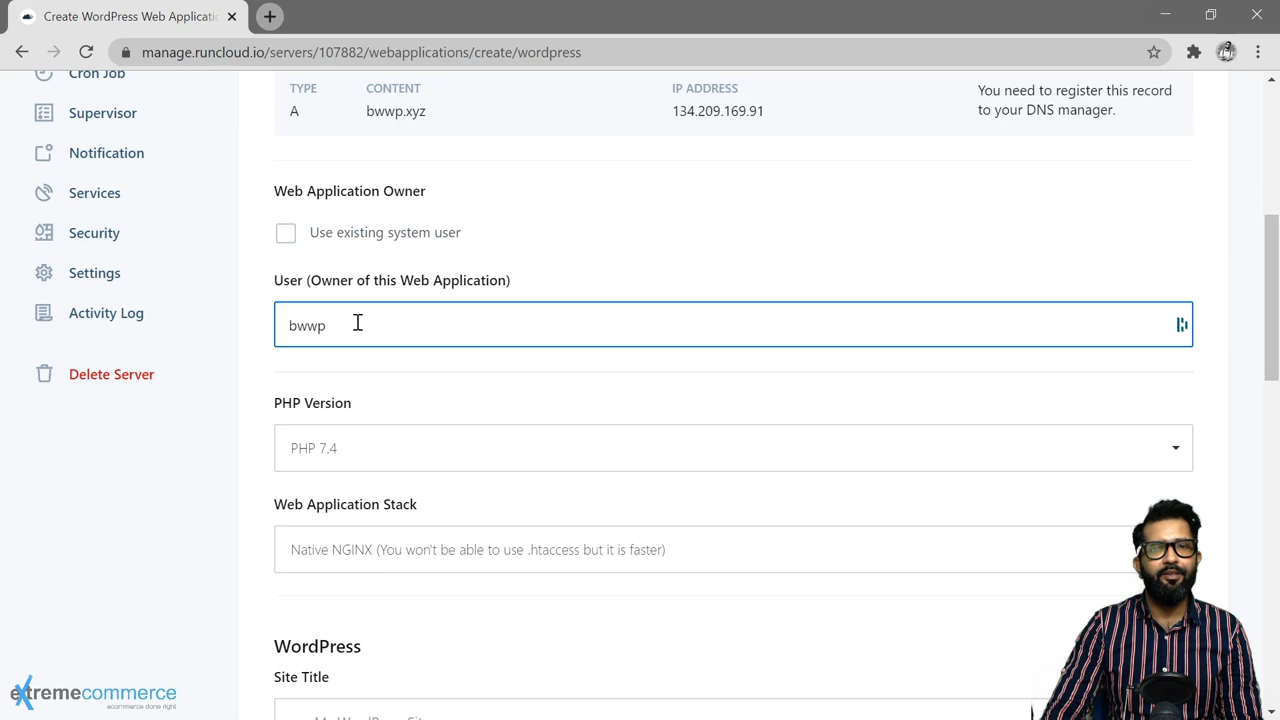 Create WordPress Web Applicati
manage.runcloud.io/servers/107882/webapplications/create/wordpress
Cron Job
Supervisor
Notification
Services
Security
Settings
Activity Log
Delete Server
TYPE CONTENT IP ADDRESS
A bwwp.xyz 134.209.169.91
You need to register this record
to your DNS manager.
Web Application Owner
Use existing system user
User (Owner of this Web Application)
bwwp
PHP Version
PHP 7.4
Web Application Stack
Native NGINX (You won't be able to use .htaccess but it is faster)
WordPress
Site Title
My WordPress Sit
extremecommerce
ecommerce done right